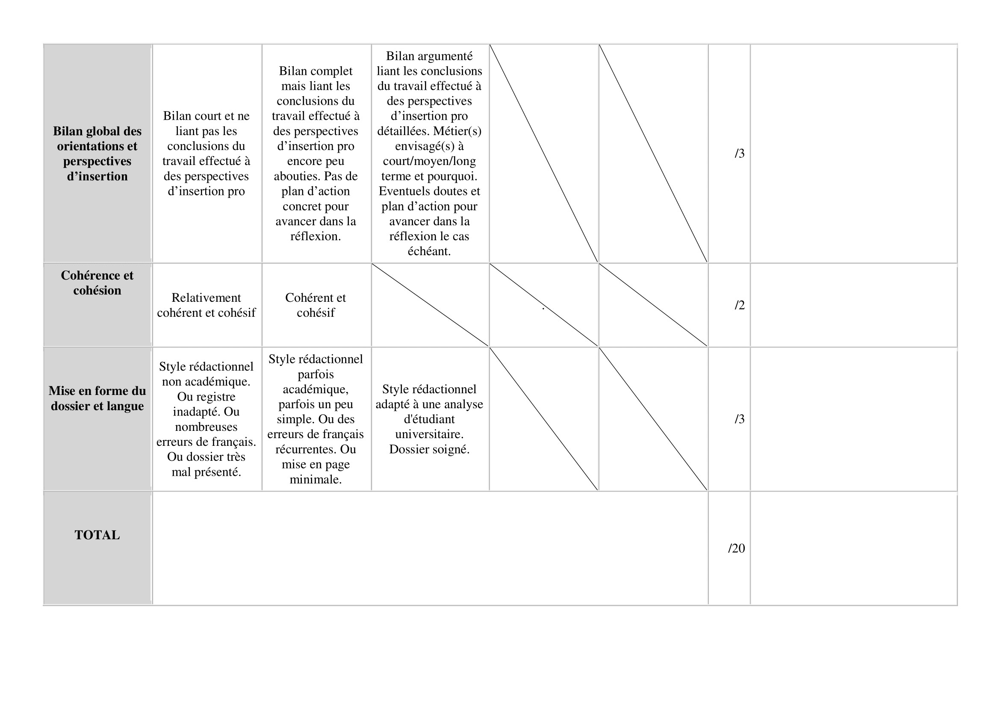 Bilan global des
orientations et
perspectives
d’insertion
Bilan court et ne
liant pas les
conclusions du
travail effectué à
des perspectives
d’insertion pro
Bilan complet
mais liant les
conclusions du
travail effectué à
des perspectives
d’insertion pro
encore peu
abouties. Pas de
plan d’action
concret pour
avancer dans la
réflexion.
Bilan argumenté
liant les conclusions
du travail effectué à
des perspectives
d’insertion pro
détaillées. Métier(s)
envisagé(s) à
court/moyen/long
terme et pourquoi.
Eventuels doutes et
plan d’action pour
avancer dans la
réflexion le cas
échéant.
/3
Cohérence et
cohésion
Relativement
cohérent et cohésif
Cohérent et
cohésif
.
/2
Mise en forme du
dossier et langue
Style rédactionnel
non académique.
Ou registre
inadapté. Ou
nombreuses
erreurs de français.
Ou dossier très
mal présenté.
Style rédactionnel
parfois
académique,
parfois un peu
simple. Ou des
erreurs de français
récurrentes. Ou
mise en page
minimale.
Style rédactionnel
adapté à une analyse
d'étudiant
universitaire.
Dossier soigné.
/3
TOTAL
/20